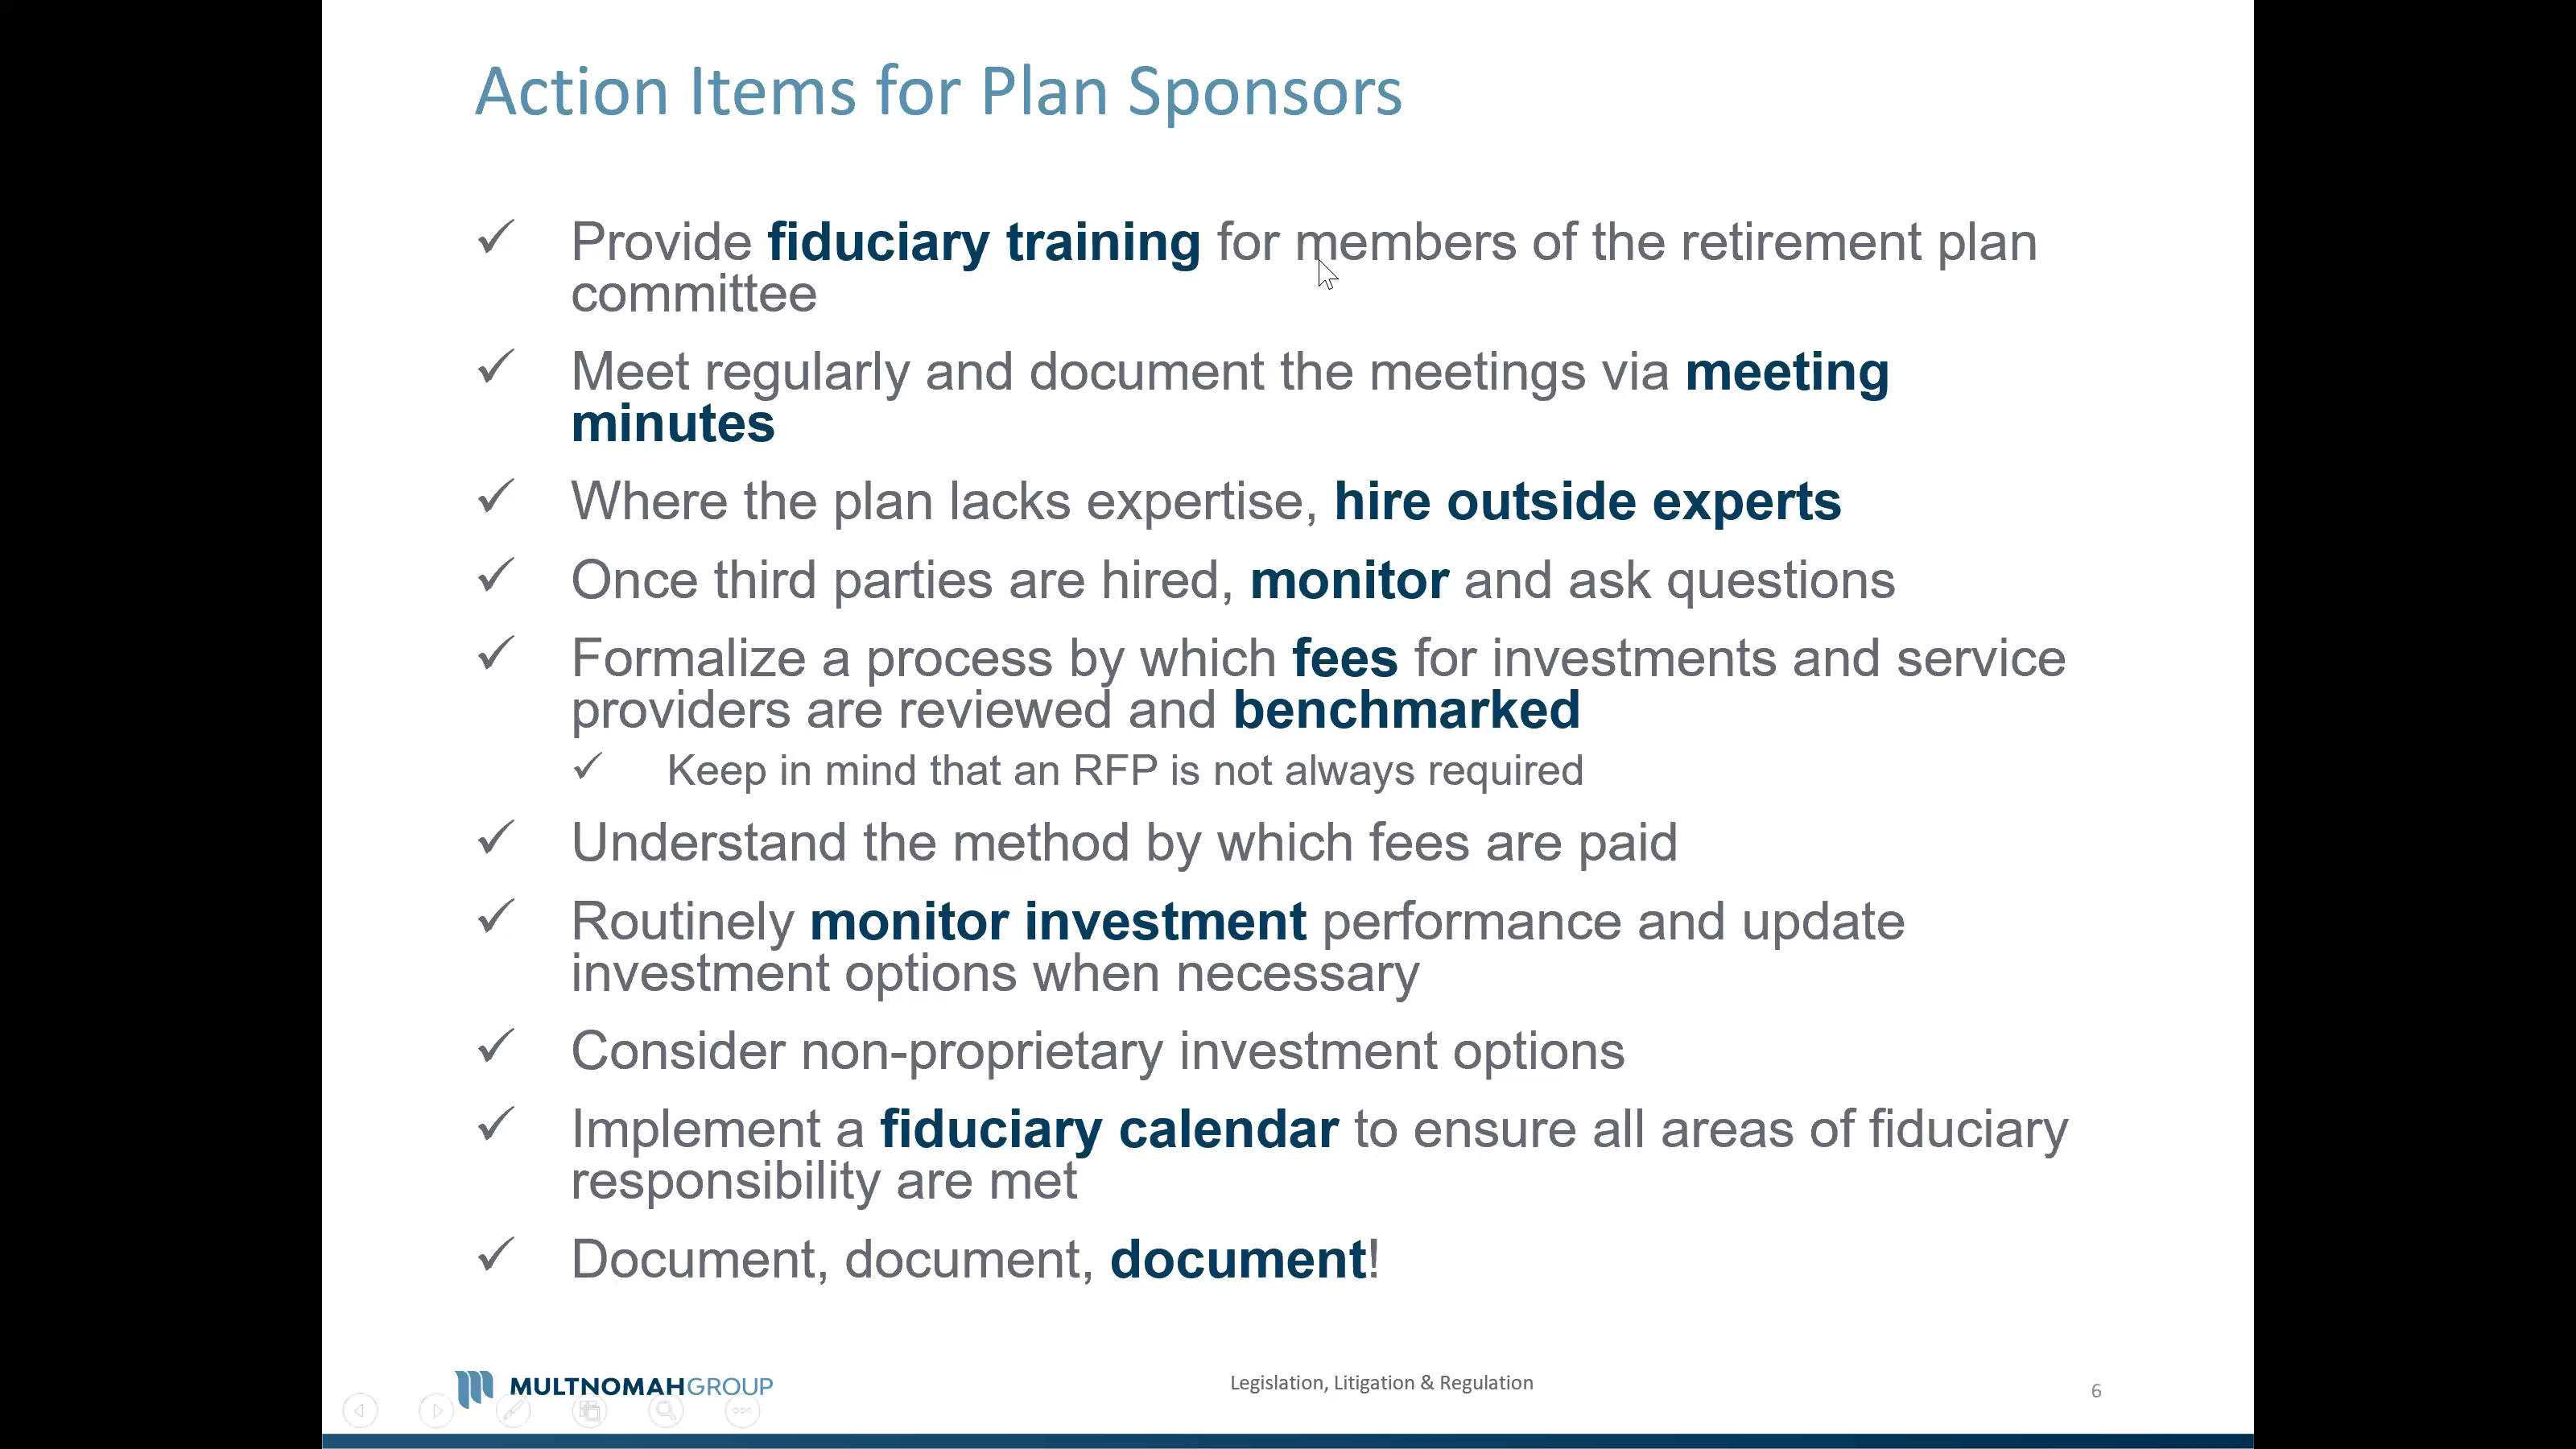 Action Items for Plan Sponsors
✓ Provide fiduciary training for members of the retirement plan
committee
✓ Meet regularly and document the meetings via meeting
minutes
✓ Where the plan lacks expertise, hire outside experts
✓ Once third parties are hired, monitor and ask questions
✓ Formalize a process by which fees for investments and service
providers are reviewed and benchmarked
✓ Keep in mind that an RFP is not always required
✓ Understand the method by which fees are paid
✓ Routinely monitor investment performance and update
investment options when necessary
✓ Consider non-proprietary investment options
✓ Implement a fiduciary calendar to ensure all areas of fiduciary
responsibility are met
✓ Document, document, document!
MULTNOMAHGROUP
Legislation, Litigation & Regulation
6